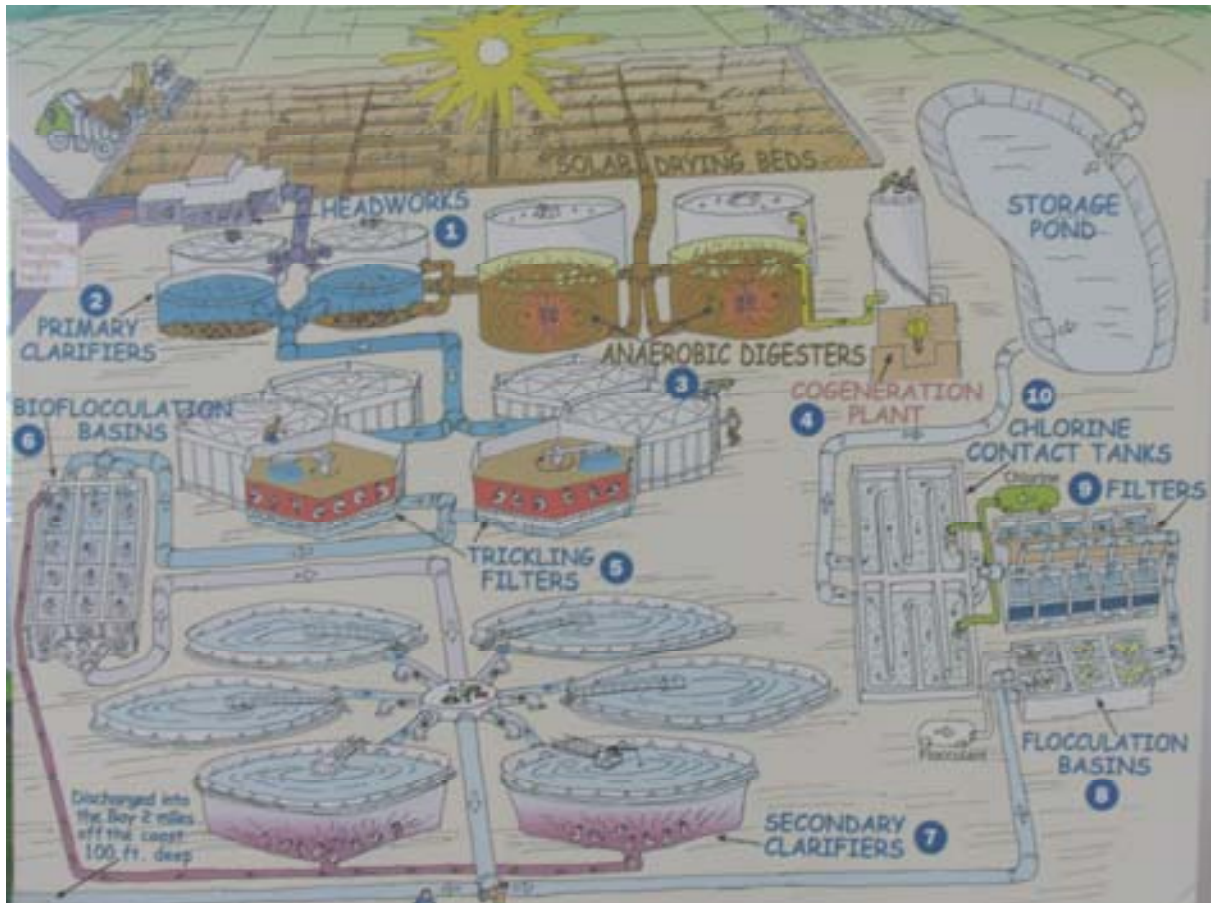 SOLAR DRYING BEDS
HEADWORKS
1
STORAGE
POND
2
PRIMARY
CLARIFIERS
ANAEROBIC DIGESTERS
3
COGENERATION
PLANT
4
BIOFLOCCULATION
BASINS
6
10
CHLORINE
CONTACT TANKS
Chlorine
9
FILTERS
TRICKLING
FILTERS
5
Flocculant
FLOCCULATION
BASINS
8
Discharged into
the Bay 2 miles
off the coast
100 ft. deep
SECONDARY
CLARIFIERS
7